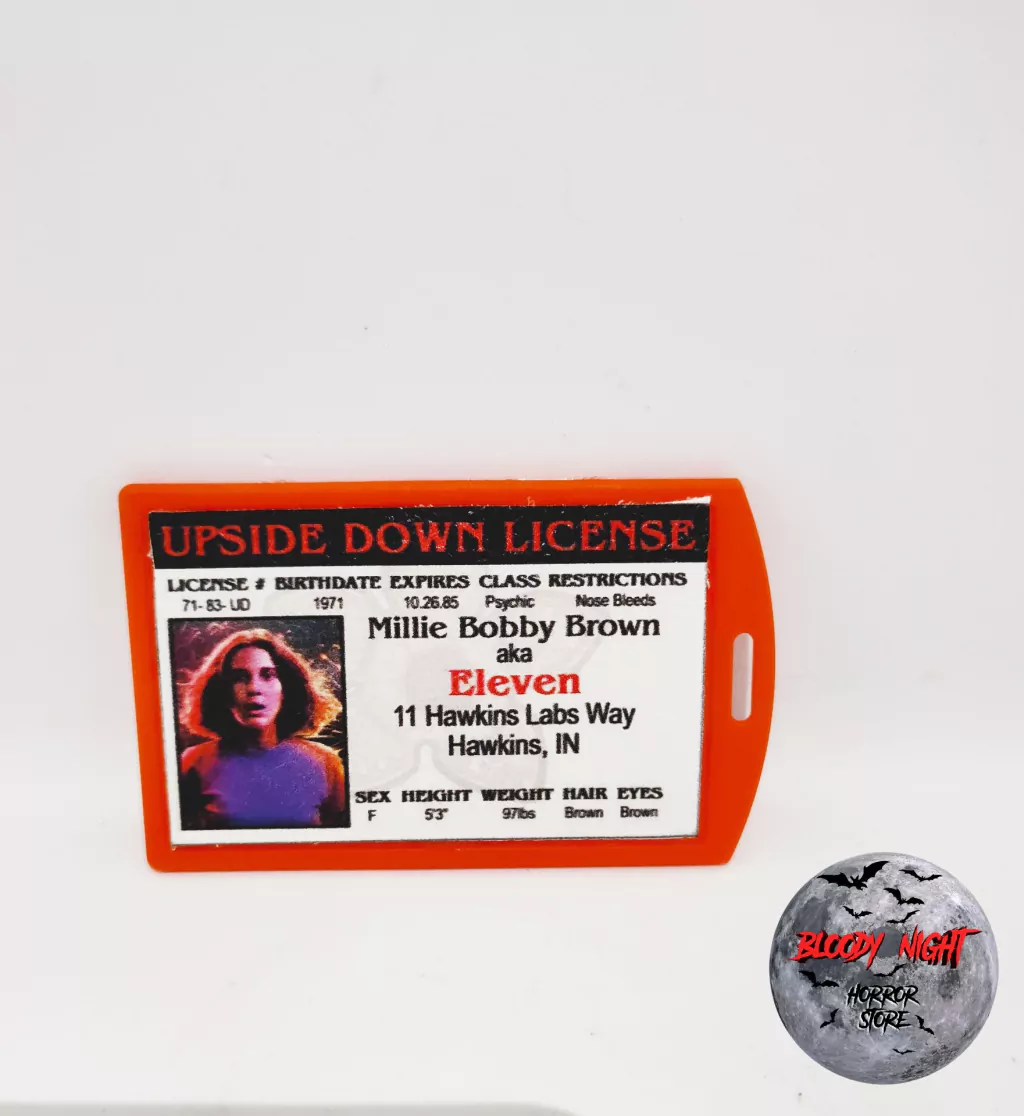 UPSIDE DOWN LICENSE
LICENSE # BIRTHDATE EXPIRES CLASS RESTRICTIONS
71- 83- UD 1971 10.26.85 Psychic Nose Bleeds
Millie Bobby Brown
aka
Eleven
11 Hawkins Labs Way
Hawkins, IN
SEX HEIGHT WEIGHT HAIR EYES
F 5'3" 97lbs Brown Brown
BLOODY NIGHT
HORROR
STORE